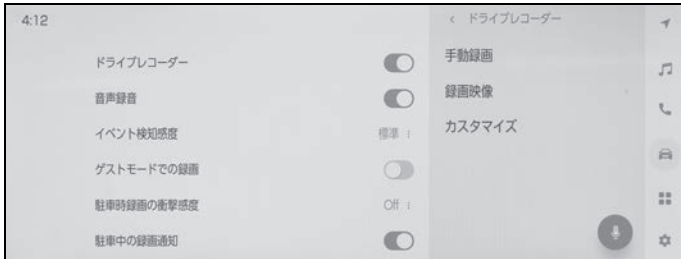 4:12
ドライブレコーダー
音声録音
イベント検知感度 標準
ゲストモードでの録画
駐車時録画の衝撃感度 Off
駐車中の録画通知
ドライブレコーダー
手動録画
録画映像
カスタマイズ